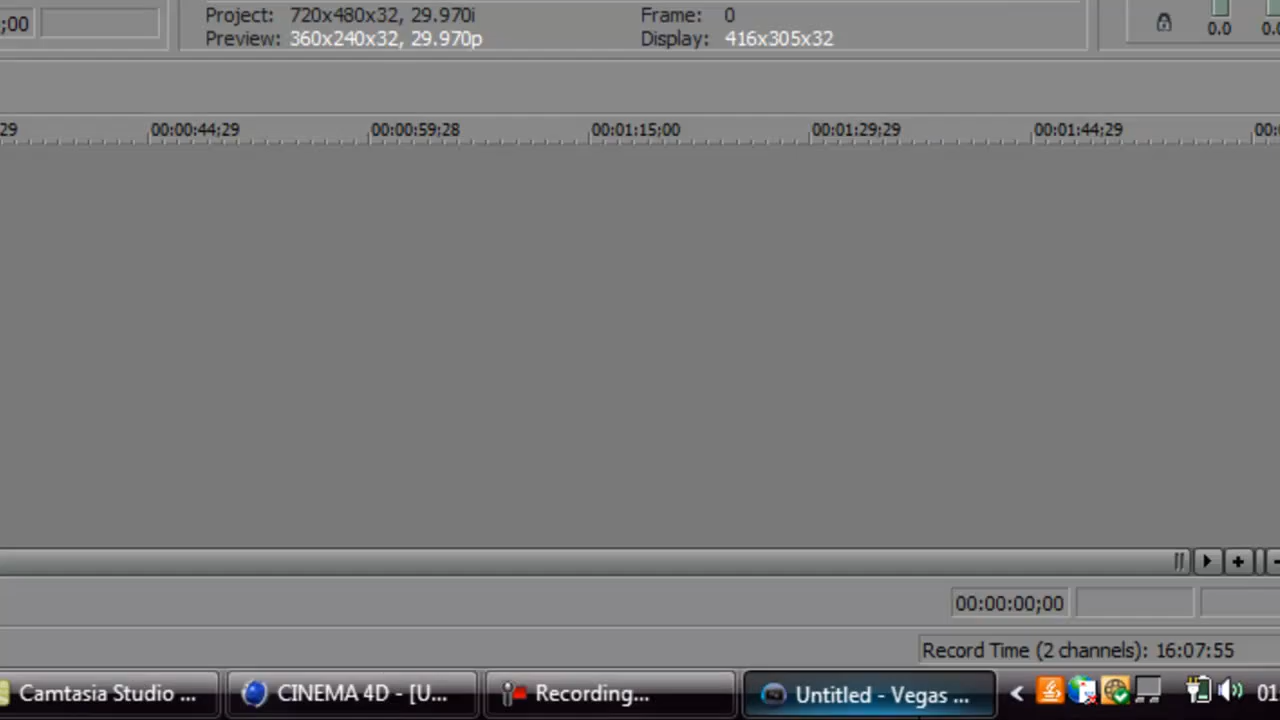 ;00
Project: 720x480x32, 29.970i
Frame: 0
Preview: 360x240x32, 29.970p
Display: 416x305x32
0.0
29 00:00:44;29 00:00:59;28 00:01:15;00 00:01:29;29 00:01:44;29
00:00:00;00
Record Time (2 channels): 16:07:55
Camtasia Studio ... CINEMA 4D - [U... Recording... Untitled - Vegas ... 01